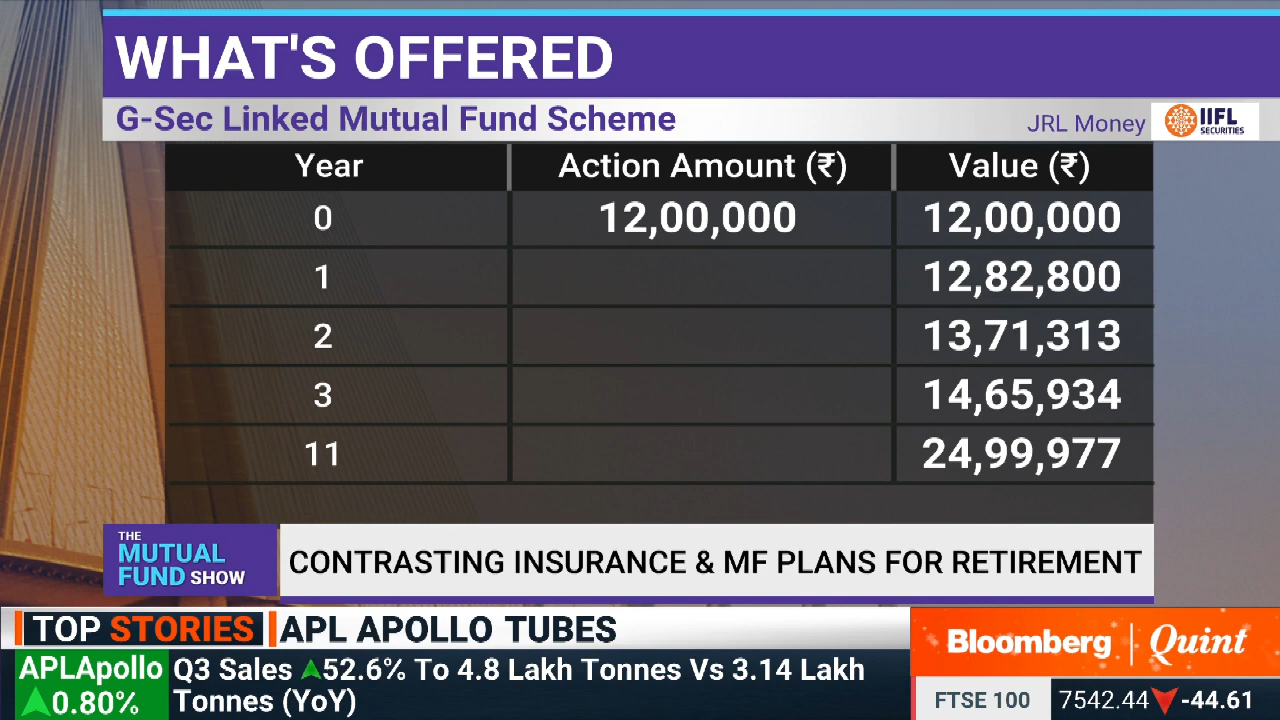 WHAT'S OFFERED
G-Sec Linked Mutual Fund Scheme
JRL Money
IIFL
SECURITIES
Year Action Amount (₹) Value (₹)
0 12,00,000 12,00,000
1 12,82,800
2 13,71,313
3 14,65,934
11 24,99,977
THE
MUTUAL
FUND SHOW
CONTRASTING INSURANCE & MF PLANS FOR RETIREMENT
TOP STORIES APL APOLLO TUBES
APLApollo
0.80%
Q3 Sales ▲52.6% To 4.8 Lakh Tonnes Vs 3.14 Lakh
Tonnes (YoY)
Bloomberg | Quint
FTSE 100 7542.44 ▼ -44.61